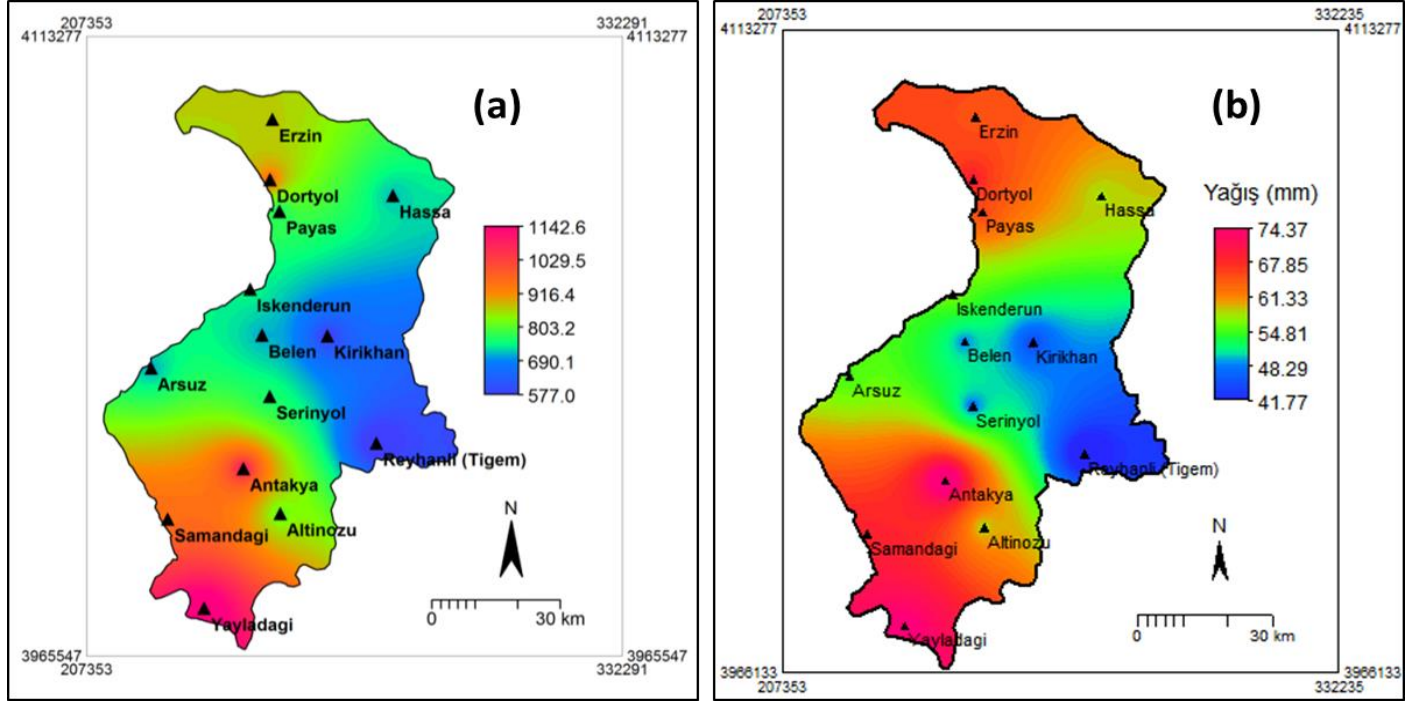 207353
332291
4113277
4113277
(a)
Erzin
Dortyol
Payas
Hassa
1142.6
1029.5
916.4
803.2
690.1
577.0
Iskenderun
Belen
Kirikhan
Arsuz
Serinyol
Reyhanli (Tigem)
Antakya
Samandagi
Altinozu
N
Yayladagi
0
30 km
3965547
3965547
207353
332291
207353
332235
4113277
4113277
(b)
Erzin
Dortyol
Payas
Hassa
Yağış (mm)
74.37
67.85
61.33
54.81
48.29
41.77
Iskenderun
Belen
Kirikhan
Arsuz
Serinyol
Reyhanli (Tigem)
Antakya
Samandagi
Altinozu
N
Yayladagi
0
30 km
3966133
3966133
207353
332235